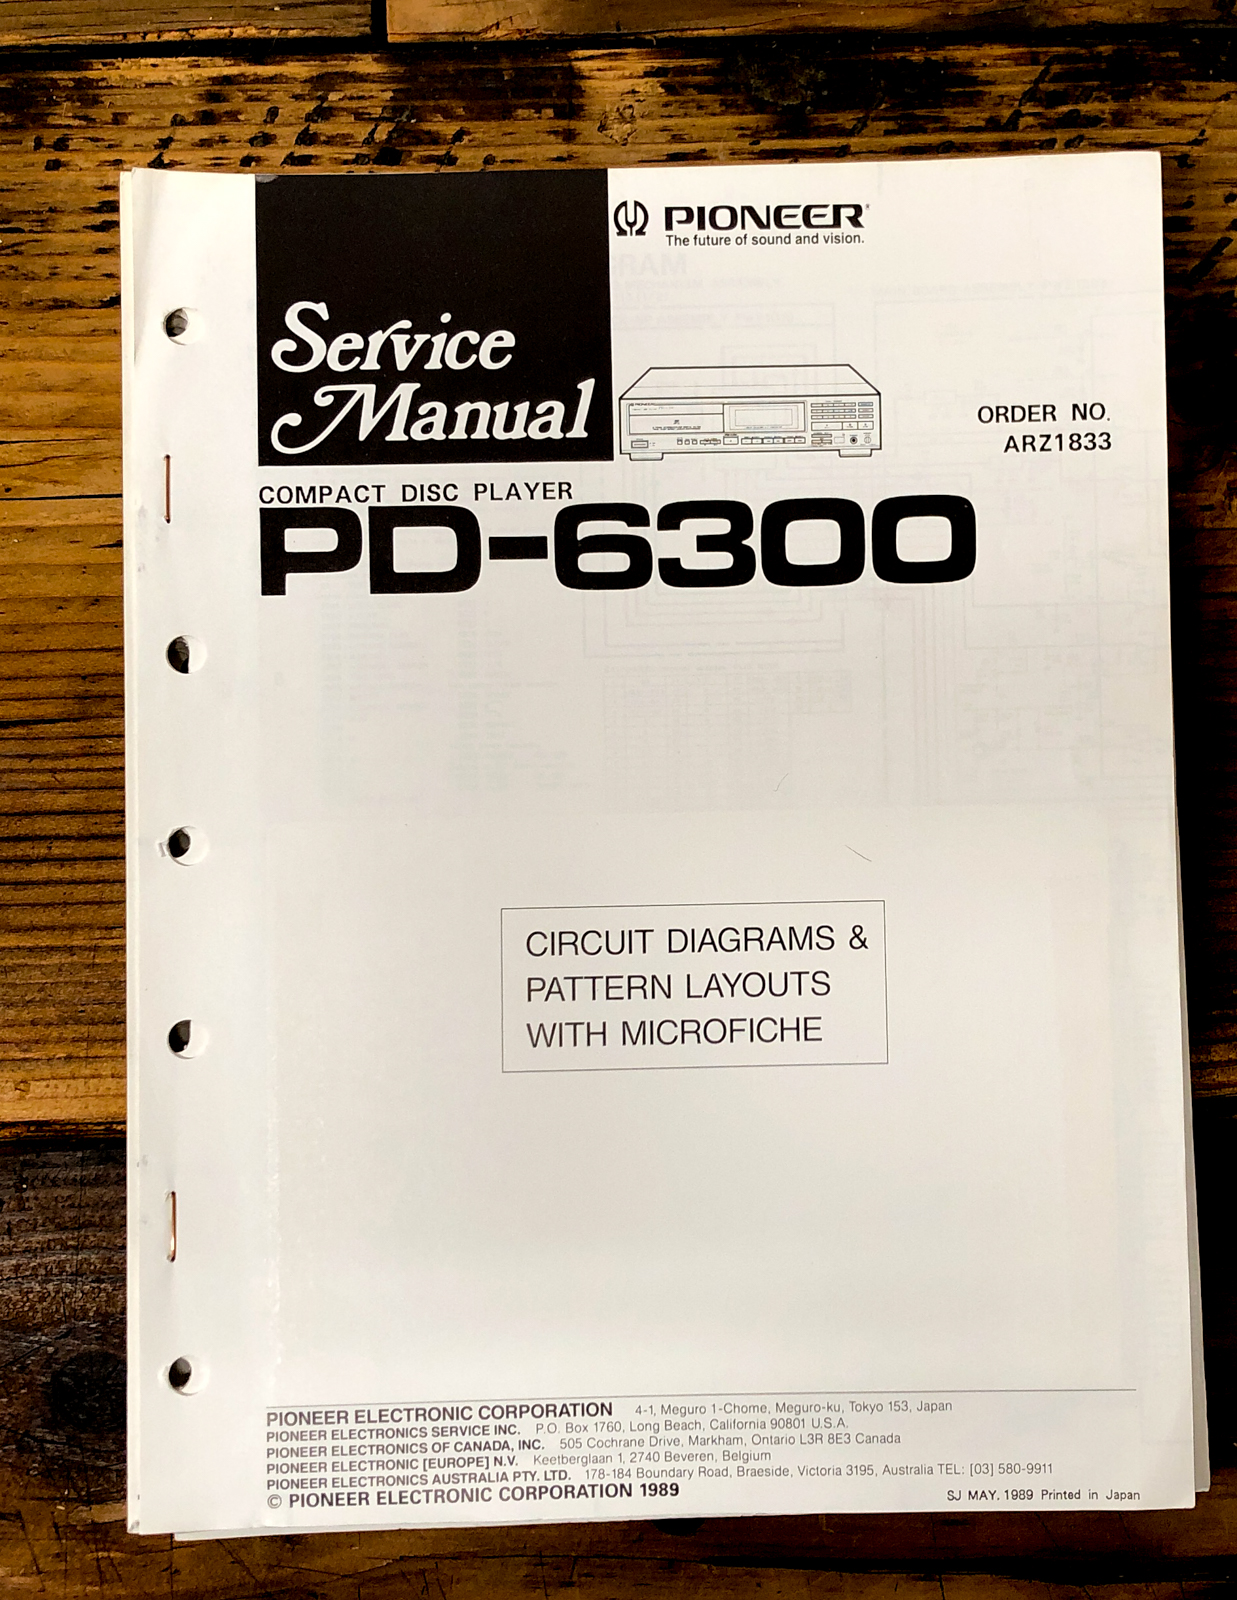 PIONEER
The future of sound and vision.
Service
Manual
ORDER NO.
ARZ1833
COMPACT DISC PLAYER
PD-6300
CIRCUIT DIAGRAMS &
PATTERN LAYOUTS
WITH MICROFICHE
PIONEER ELECTRONIC CORPORATION 4-1, Meguro 1-Chome, Meguro-ku, Tokyo 153, Japan
PIONEER ELECTRONICS SERVICE INC. P.O. Box 1760, Long Beach, California 90801 U.S.A.
PIONEER ELECTRONICS OF CANADA, INC. 505 Cochrane Drive, Markham, Ontario L3R 8E3 Canada
PIONEER ELECTRONIC [EUROPE] N.V. Keetberglaan 1, 2740 Beveren, Belgium
PIONEER ELECTRONICS AUSTRALIA PTY. LTD. 178-184 Boundary Road, Braeside, Victoria 3195, Australia TEL: [03] 580-9911
© PIONEER ELECTRONIC CORPORATION 1989
SJ MAY. 1989 Printed in Japan